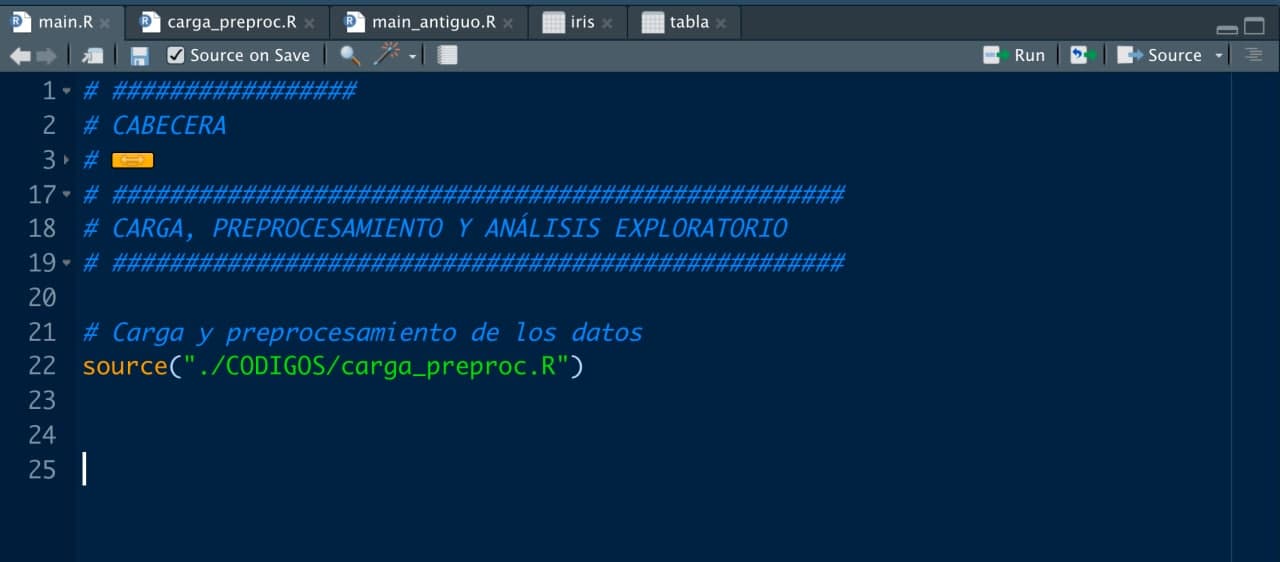 main.R carga_preproc.R main_antiguo.R iris tabla
Source on Save Run Source
1 # #################
2 # CABECERA
3 #
17 # ###################################################
18 # CARGA, PREPROCESAMIENTO Y ANÁLISIS EXPLORATORIO
19 # ###################################################
20
21 # Carga y preprocesamiento de los datos
22 source("./CODIGOS/carga_preproc.R")
23
24
25